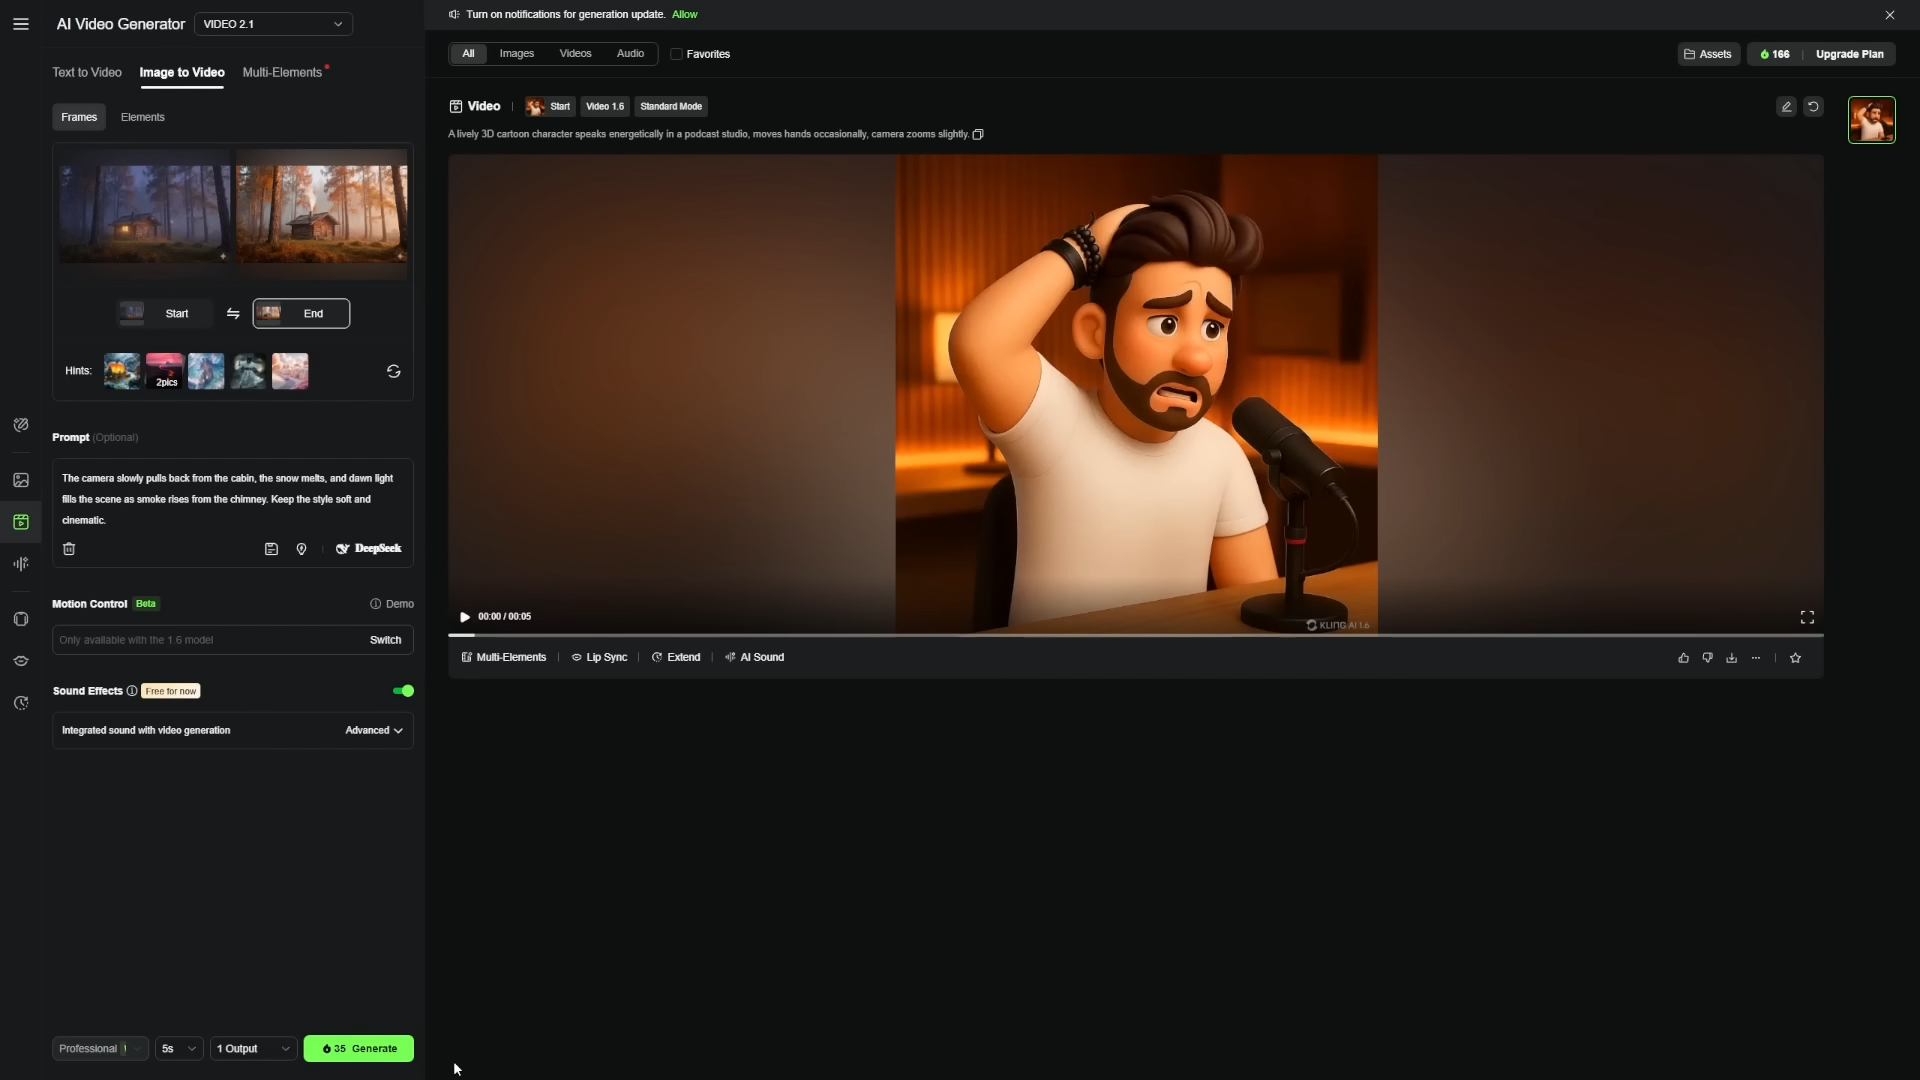 AI Video Generator
VIDEO 2.1
Text to Video
Image to Video
Multi-Elements
Frames
Elements
Start
End
Hints:
2pics
Prompt (Optional)
The camera slowly pulls back from the cabin, the snow melts, and dawn light
fills the scene as smoke rises from the chimney. Keep the style soft and
cinematic.
DeepSeek
Motion Control
Beta
Demo
Only available with the 1.6 model
Switch
Sound Effects
Free for now
Integrated sound with video generation
Advanced
Professional
5s
1 Output
35 Generate
Turn on notifications for generation update. Allow
All
Images
Videos
Audio
Favorites
Assets
166
Upgrade Plan
Video
Start
Video 1.6
Standard Mode
A lively 3D cartoon character speaks energetically in a podcast studio, moves hands occasionally, camera zooms slightly.
00:00 / 00:05
KLING AI 1.6
Multi-Elements
Lip Sync
Extend
AI Sound